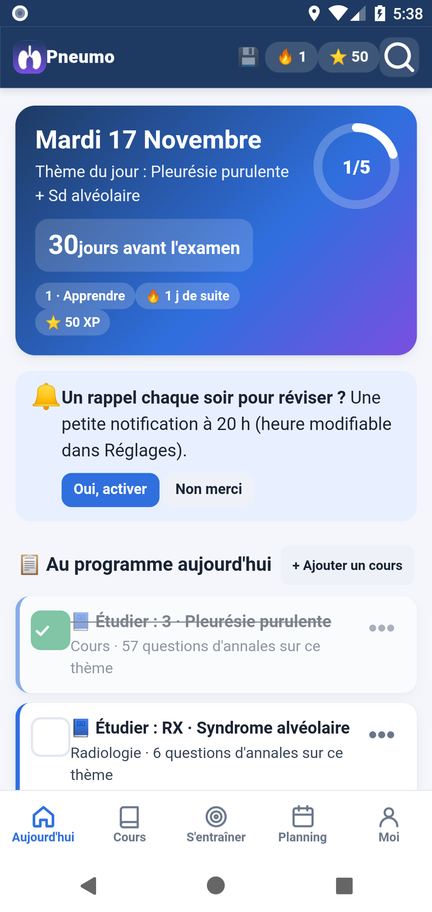 5:38
Pneumo
1
50
Mardi 17 Novembre
Thème du jour : Pleurésie purulente
+ Sd alvéolaire
1/5
30 jours avant l'examen
1 · Apprendre
1 j de suite
50 XP
Un rappel chaque soir pour réviser ? Une
petite notification à 20 h (heure modifiable
dans Réglages).
Oui, activer
Non merci
Au programme aujourd'hui
+ Ajouter un cours
Étudier : 3 · Pleurésie purulente
Cours · 57 questions d'annales sur ce
thème
Étudier : RX · Syndrome alvéolaire
Radiologie · 6 questions d'annales sur ce
thème
Aujourd'hui
Cours
S'entraîner
Planning
Moi